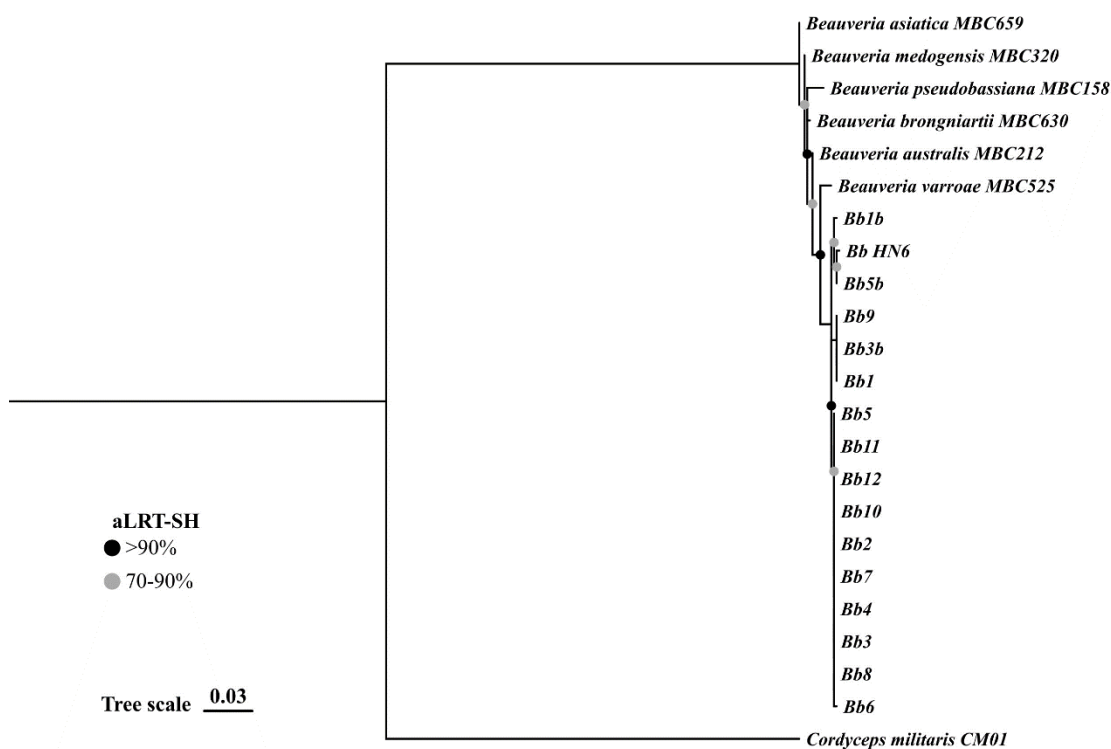 Beauveria asiatica MBC659
Beauveria medogensis MBC320
Beauveria pseudobassiana MBC158
Beauveria brongniartii MBC630
Beauveria australis MBC212
Beauveria varroae MBC525
Bb1b
Bb HN6
Bb5b
Bb9
Bb3b
Bb1
Bb5
Bb11
Bb12
Bb10
Bb2
Bb7
Bb4
Bb3
Bb8
Bb6
Cordyceps militaris CM01
aLRT-SH
>90%
70-90%
Tree scale 0.03